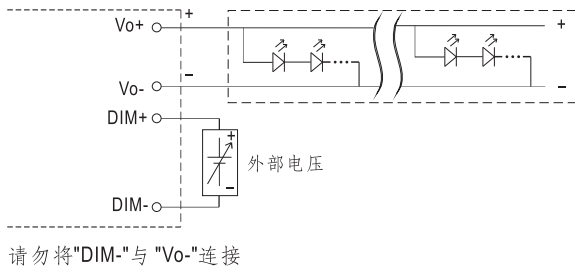 Vo+
+
+
Vo-
−
−
DIM+
+
外部电压
−
DIM-
请勿将"DIM-"与 "Vo-"连接